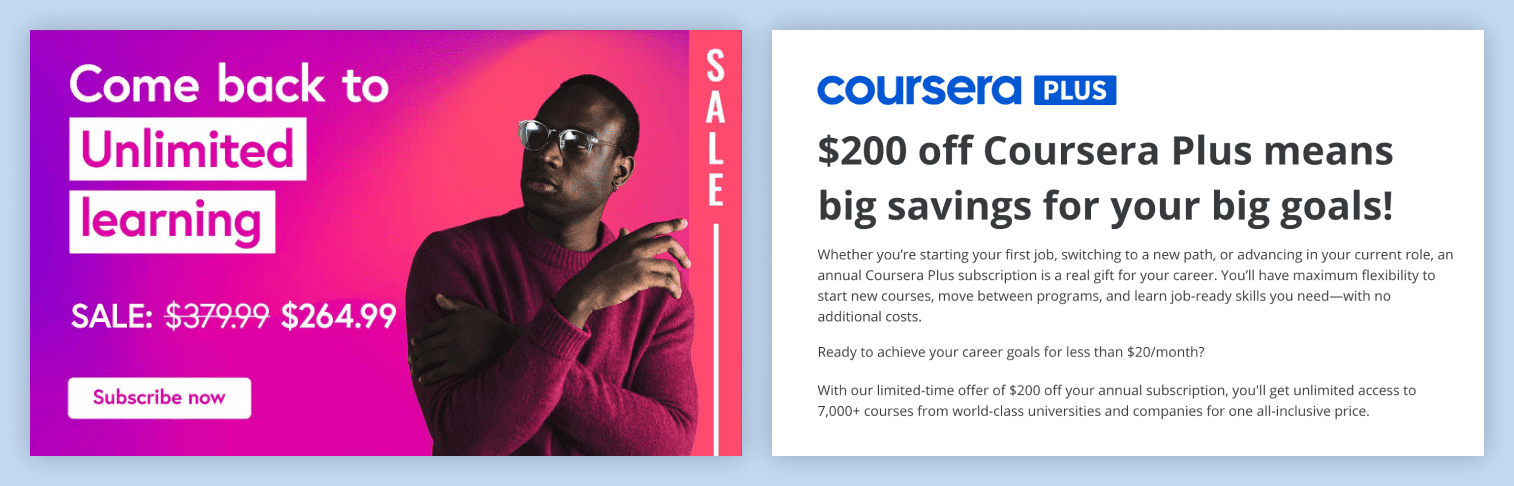 Come back to
Unlimited
learning
SALE: $379.99 $264.99
Subscribe now
SALE
coursera PLUS
$200 off Coursera Plus means
big savings for your big goals!
Whether you’re starting your first job, switching to a new path, or advancing in your current role, an
annual Coursera Plus subscription is a real gift for your career. You’ll have maximum flexibility to
start new courses, move between programs, and learn job-ready skills you need—with no
additional costs.
Ready to achieve your career goals for less than $20/month?
With our limited-time offer of $200 off your annual subscription, you'll get unlimited access to
7,000+ courses from world-class universities and companies for one all-inclusive price.